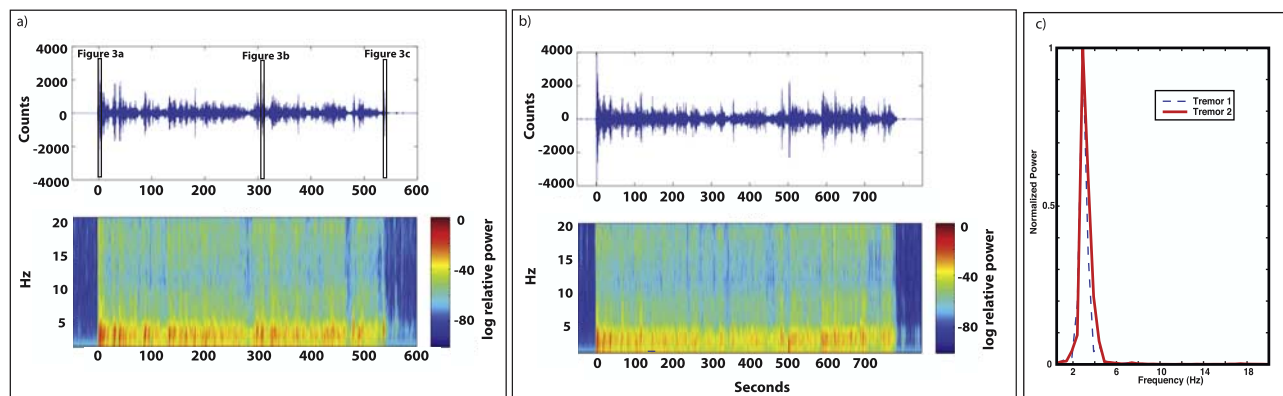 a)
Figure 3a
Figure 3b
Figure 3c
4000
2000
0
-2000
-4000
Counts
0 100 200 300 400 500 600
20
15
10
5
Hz
0 100 200 300 400 500 600
0
-40
-80
log relative power
b)
4000
2000
0
-2000
-4000
Counts
0 100 200 300 400 500 600 700
20
15
10
5
Hz
0 100 200 300 400 500 600 700
Seconds
0
-40
-80
log relative power
c)
1
0.5
0
Normalized Power
Tremor 1
Tremor 2
2 6 10 14 18
Frequency (Hz)